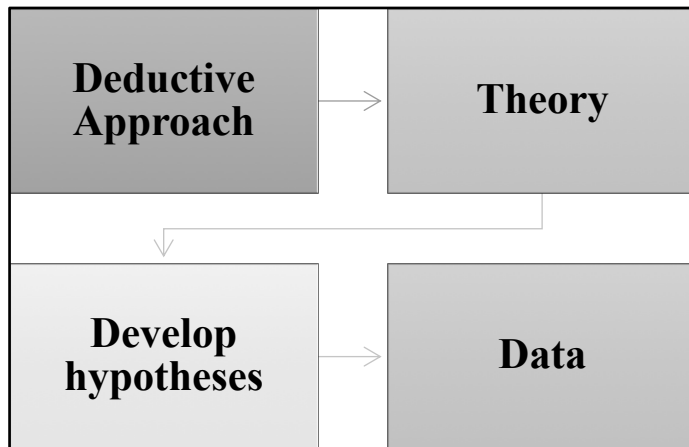 Deductive
Approach
Theory
Develop
hypotheses
Data